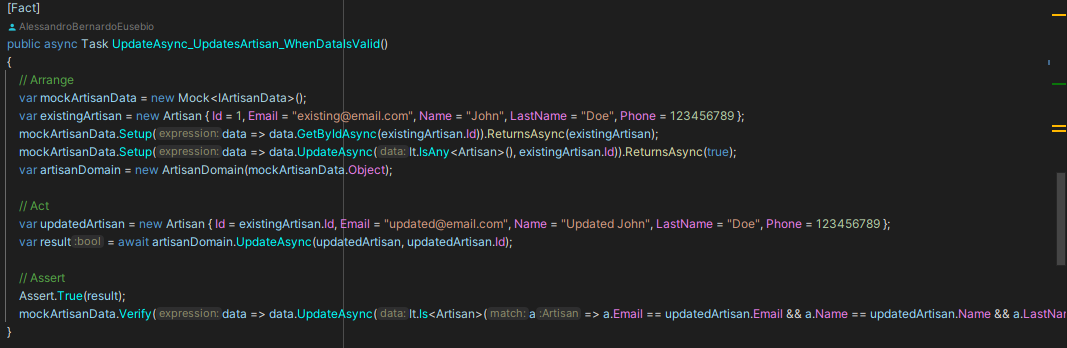 [Fact]
AlessandroBernardoEusebio
public async Task UpdateAsync_UpdatesArtisan_WhenDataIsValid()
{
// Arrange
var mockArtisanData = new Mock<IArtisanData>();
var existingArtisan = new Artisan { Id = 1, Email = "existing@email.com", Name = "John", LastName = "Doe", Phone = 123456789 };
mockArtisanData.Setup( expression: data => data.GetByIdAsync(existingArtisan.Id)).ReturnsAsync(existingArtisan);
mockArtisanData.Setup( expression: data => data.UpdateAsync( data: It.IsAny<Artisan>(), existingArtisan.Id)).ReturnsAsync(true);
var artisanDomain = new ArtisanDomain(mockArtisanData.Object);
// Act
var updatedArtisan = new Artisan { Id = existingArtisan.Id, Email = "updated@email.com", Name = "Updated John", LastName = "Doe", Phone = 123456789 };
var result :bool = await artisanDomain.UpdateAsync(updatedArtisan, updatedArtisan.Id);
// Assert
Assert.True(result);
mockArtisanData.Verify( expression: data => data.UpdateAsync( data: It.Is<Artisan>( match: a :Artisan => a.Email == updatedArtisan.Email && a.Name == updatedArtisan.Name && a.LastNam
}